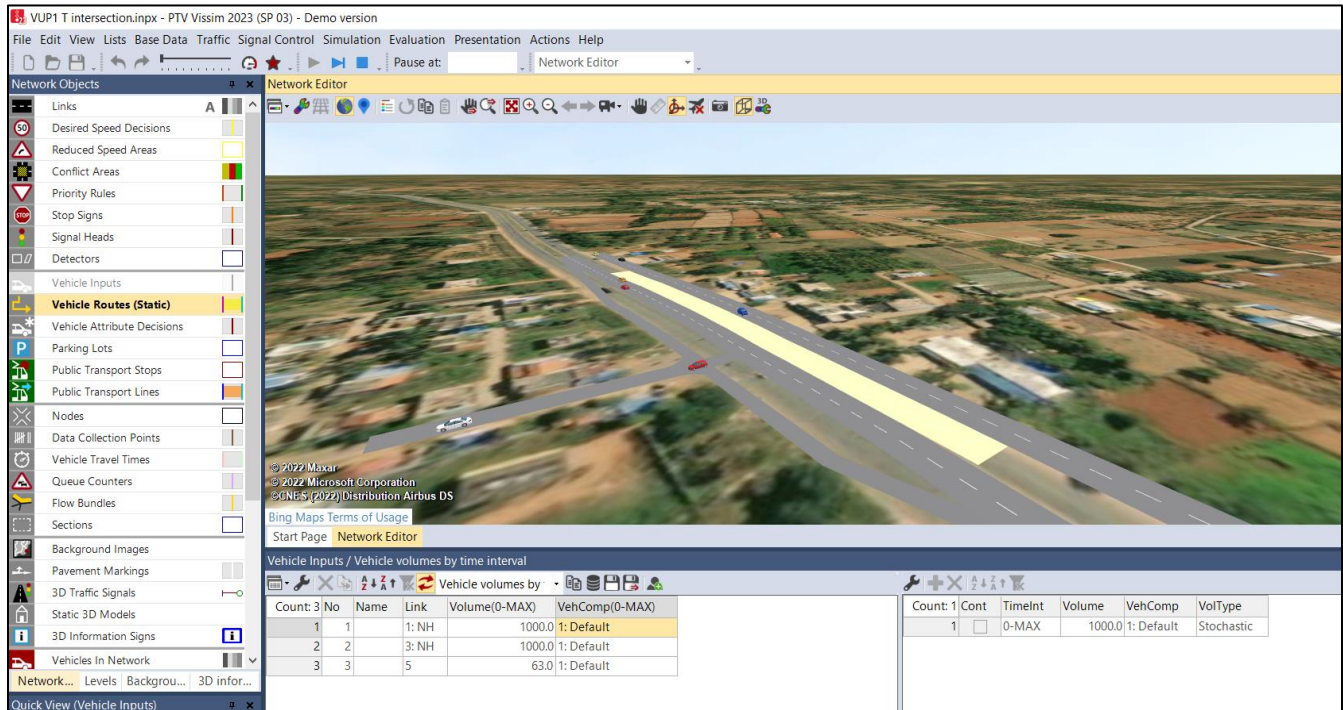 VUP1 T intersection.inpx - PTV Vissim 2023 (SP 03) - Demo version
File Edit View Lists Base Data Traffic Signal Control Simulation Evaluation Presentation Actions Help
Pause at: Network Editor
Network Objects
Links A
50 Desired Speed Decisions
Reduced Speed Areas
Conflict Areas
Priority Rules
STOP Stop Signs
Signal Heads
Detectors
Vehicle Inputs
Vehicle Routes (Static)
Vehicle Attribute Decisions
P Parking Lots
Public Transport Stops
Public Transport Lines
Nodes
Data Collection Points
Vehicle Travel Times
Queue Counters
Flow Bundles
Sections
Background Images
Pavement Markings
3D Traffic Signals
Static 3D Models
i 3D Information Signs i
Vehicles In Network
Network... Levels Backgrou... 3D infor...
Quick View (Vehicle Inputs)
Network Editor
3D
© 2022 Maxar
© 2022 Microsoft Corporation
©CNES (2022) Distribution Airbus DS
Bing Maps Terms of Usage
Start Page Network Editor
Vehicle Inputs / Vehicle volumes by time interval
Vehicle volumes by
Count: 3 No Name Link Volume(0-MAX) VehComp(0-MAX)
1 1 1: NH 1000.0 1: Default
2 2 3: NH 1000.0 1: Default
3 3 5 63.0 1: Default
Count: 1 Cont TimeInt Volume VehComp VolType
1 0-MAX 1000.0 1: Default Stochastic